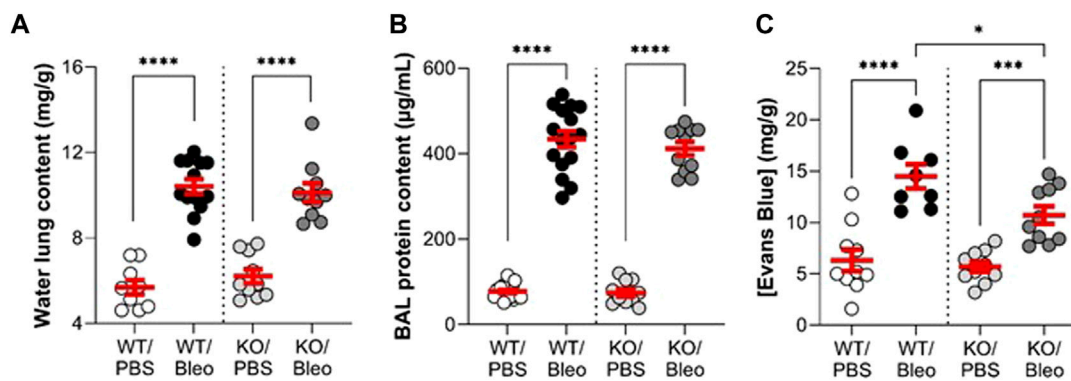 A
Water lung content (mg/g)
16
12
8
4
****
****
WT/
PBS
WT/
Bleo
KO/
PBS
KO/
Bleo
B
BAL protein content (µg/mL)
600
400
200
0
****
****
WT/
PBS
WT/
Bleo
KO/
PBS
KO/
Bleo
C
[Evans Blue] (mg/g)
25
20
15
10
5
0
*
****
***
WT/
PBS
WT/
Bleo
KO/
PBS
KO/
Bleo